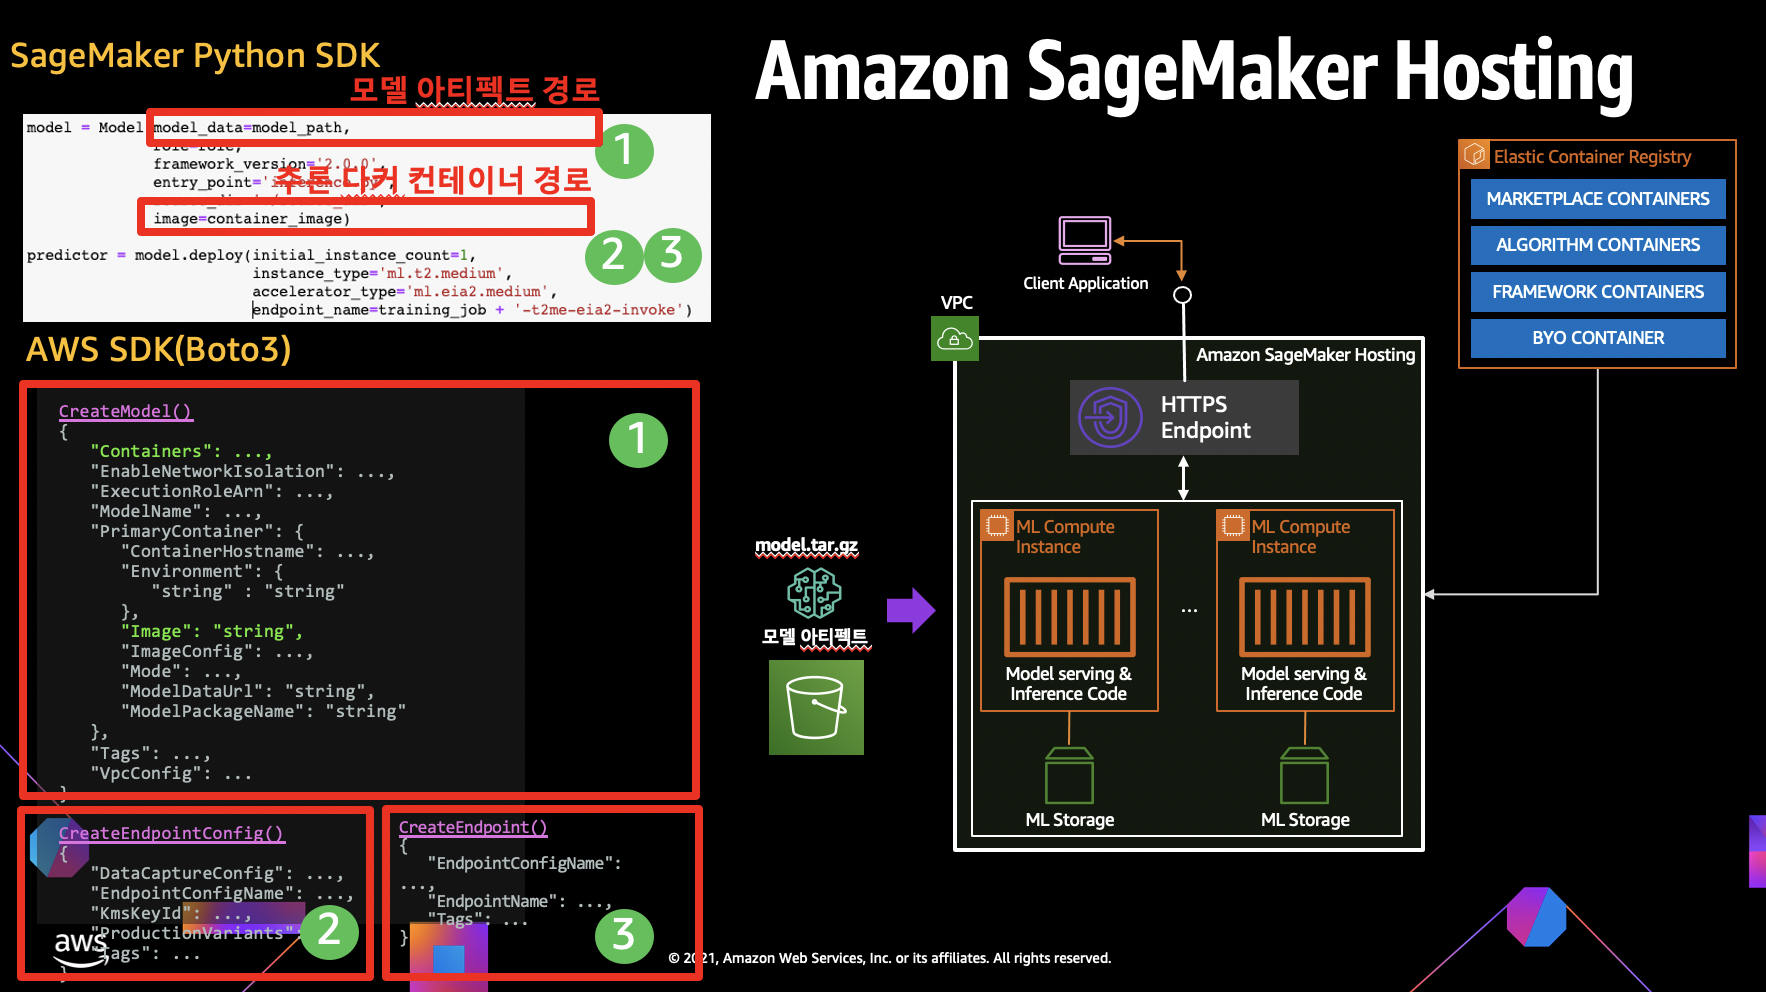 SageMaker Python SDK
Amazon SageMaker Hosting
모델 아티펙트 경로
model = Model model_data=model_path,
role=role,
framework_version='2.0.0',
entry_point='inference.py',
추론 다커 컨테이너 경로
image=container_image)
1
predictor = model.deploy(initial_instance_count=1,
instance_type='ml.t2.medium',
accelerator_type='ml.eia2.medium',
endpoint_name=training_job + '-t2me-eia2-invoke')
2
3
AWS SDK(Boto3)
CreateModel()
{
"Containers": ...,
"EnableNetworkIsolation": ...,
"ExecutionRoleArn": ...,
"ModelName": ...,
"PrimaryContainer": {
"ContainerHostname": ...,
"Environment": {
"string" : "string"
},
"Image": "string",
"ImageConfig": ...,
"Mode": ...,
"ModelDataUrl": "string",
"ModelPackageName": "string"
},
"Tags": ...,
"VpcConfig": ...
}
1
CreateEndpointConfig()
{
"DataCaptureConfig": ...,
"EndpointConfigName": ...,
"KmsKeyId": ...,
"ProductionVariants":
"Tags": ...
}
2
CreateEndpoint()
{
"EndpointConfigName":
...,
"EndpointName": ...,
"Tags": ...
}
3
aws
model.tar.gz
모델 아티펙트
Client Application
VPC
Amazon SageMaker Hosting
HTTPS
Endpoint
ML Compute
Instance
Model serving &
Inference Code
ML Storage
...
ML Compute
Instance
Model serving &
Inference Code
ML Storage
Elastic Container Registry
MARKETPLACE CONTAINERS
ALGORITHM CONTAINERS
FRAMEWORK CONTAINERS
BYO CONTAINER
© 2021, Amazon Web Services, Inc. or its affiliates. All rights reserved.